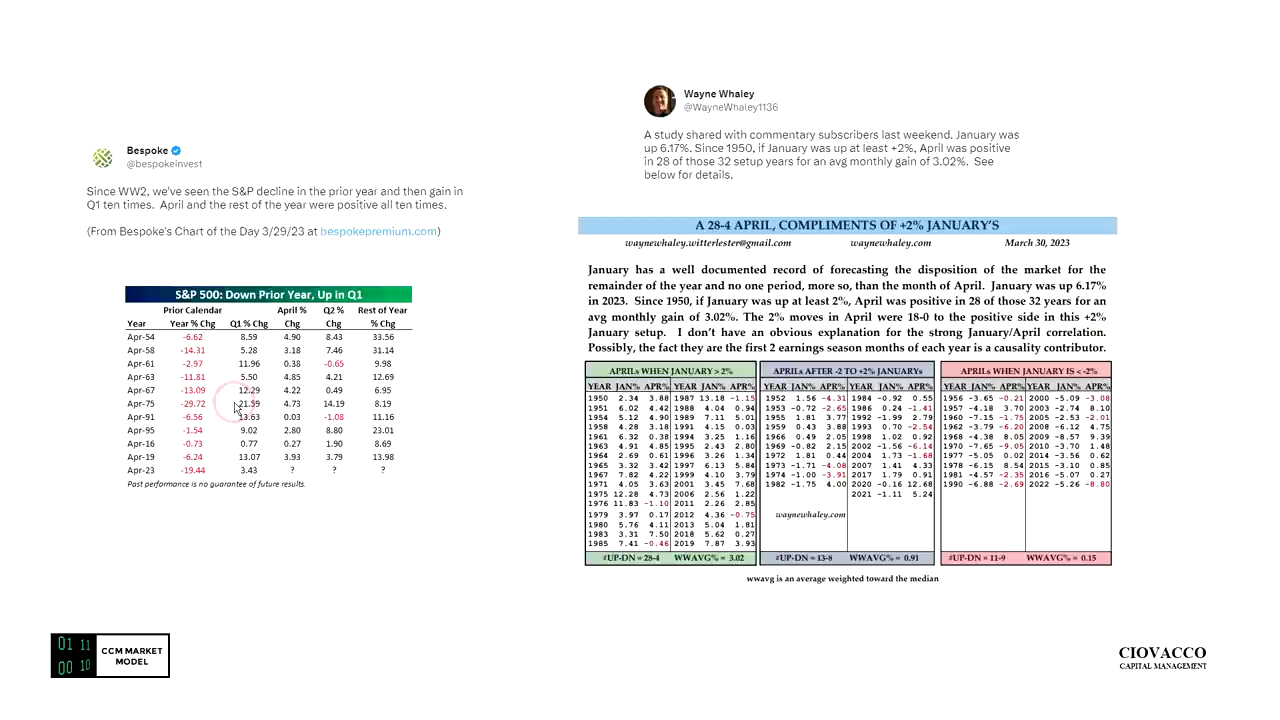 Bespoke
@bespokeinvest
Since WW2, we've seen the S&P decline in the prior year and then gain in
Q1 ten times. April and the rest of the year were positive all ten times.
(From Bespoke's Chart of the Day 3/29/23 at bespokepremium.com)
S&P 500: Down Prior Year, Up in Q1
Prior Calendar April % Q2 % Rest of Year
Year Year % Chg Q1 % Chg Chg Chg % Chg
Apr-54 -6.62 8.59 4.90 8.43 33.56
Apr-58 -14.31 5.28 3.18 7.46 31.14
Apr-61 -2.97 11.96 0.38 -0.65 9.98
Apr-63 -11.81 5.50 4.85 4.21 12.69
Apr-67 -13.09 12.29 4.22 0.49 6.95
Apr-75 -29.72 21.59 4.73 14.19 8.19
Apr-91 -6.56 13.63 0.03 -1.08 11.16
Apr-95 -1.54 9.02 2.80 8.80 23.01
Apr-16 -0.73 0.77 0.27 1.90 8.69
Apr-19 -6.24 13.07 3.93 3.79 13.98
Apr-23 -19.44 3.43 ? ? ?
Past performance is no guarantee of future results.
Wayne Whaley
@WayneWhaley1136
A study shared with commentary subscribers last weekend. January was
up 6.17%. Since 1950, if January was up at least +2%, April was positive
in 28 of those 32 setup years for an avg monthly gain of 3.02%. See
below for details.
A 28-4 APRIL, COMPLIMENTS OF +2% JANUARY'S
waynewhaley.witterlester@gmail.com waynewhaley.com March 30, 2023
January has a well documented record of forecasting the disposition of the market for the
remainder of the year and no one period, more so, than the month of April. January was up 6.17%
in 2023. Since 1950, if January was up at least 2%, April was positive in 28 of those 32 years for an
avg monthly gain of 3.02%. The 2% moves in April were 18-0 to the positive side in this +2%
January setup. I don't have an obvious explanation for the strong January/April correlation.
Possibly, the fact they are the first 2 earnings season months of each year is a causality contributor.
APRILs WHEN JANUARY > 2%
YEAR JAN% APR% YEAR JAN% APR%
1950 2.34 3.88 1987 13.18 -1.15
1951 6.02 4.42 1988 4.04 0.94
1954 5.12 4.90 1989 7.11 5.01
1958 4.28 3.18 1991 4.15 0.03
1961 6.32 0.38 1994 3.25 1.16
1963 4.91 4.85 1995 2.43 2.80
1964 2.69 0.61 1996 3.26 1.34
1965 3.32 3.42 1997 6.13 5.84
1967 7.82 4.22 1999 4.10 3.79
1971 4.05 3.63 2001 3.45 7.68
1975 12.28 4.73 2006 2.56 1.22
1976 11.83 -1.10 2011 2.26 2.85
1979 3.97 0.17 2012 4.36 -0.75
1980 5.76 4.11 2013 5.04 1.81
1983 3.31 7.50 2018 5.62 0.27
1985 7.41 -0.46 2019 7.87 3.93
#UP-DN = 28-4 WWAVG% = 3.02
APRILs AFTER -2 TO +2% JANUARYs
YEAR JAN% APR% YEAR JAN% APR%
1952 1.56 -4.31 1984 -0.92 0.55
1953 -0.72 -2.65 1986 0.24 -1.41
1955 1.81 3.77 1992 -1.99 2.79
1959 0.43 3.88 1993 0.70 -2.54
1966 0.49 2.05 1998 1.02 0.92
1969 -0.82 2.15 2002 -1.56 -6.14
1972 1.81 0.44 2004 1.73 -1.68
1973 -1.71 -4.08 2007 1.41 4.33
1974 -1.00 -3.91 2017 1.79 0.91
1982 -1.75 4.00 2020 -0.16 12.68
2021 -1.11 5.24
waynewhaley.com
#UP-DN = 13-8 WWAVG% = 0.91
APRILs WHEN JANUARY IS < -2%
YEAR JAN% APR% YEAR JAN% APR%
1956 -3.65 -0.21 2000 -5.09 -3.08
1957 -4.18 3.70 2003 -2.74 8.10
1960 -7.15 -1.75 2005 -2.53 -2.01
1962 -3.79 -6.20 2008 -6.12 4.75
1968 -4.38 8.05 2009 -8.57 9.39
1970 -7.65 -9.05 2010 -3.70 1.48
1977 -5.05 0.02 2014 -3.56 0.62
1978 -6.15 8.54 2015 -3.10 0.85
1981 -4.57 -2.35 2016 -5.07 0.27
1990 -6.88 -2.69 2022 -5.26 -8.80
#UP-DN = 11-9 WWAVG% = 0.15
wwavg is an average weighted toward the median
01 11
00 10
CCM MARKET
MODEL
CIOVACCO
CAPITAL MANAGEMENT